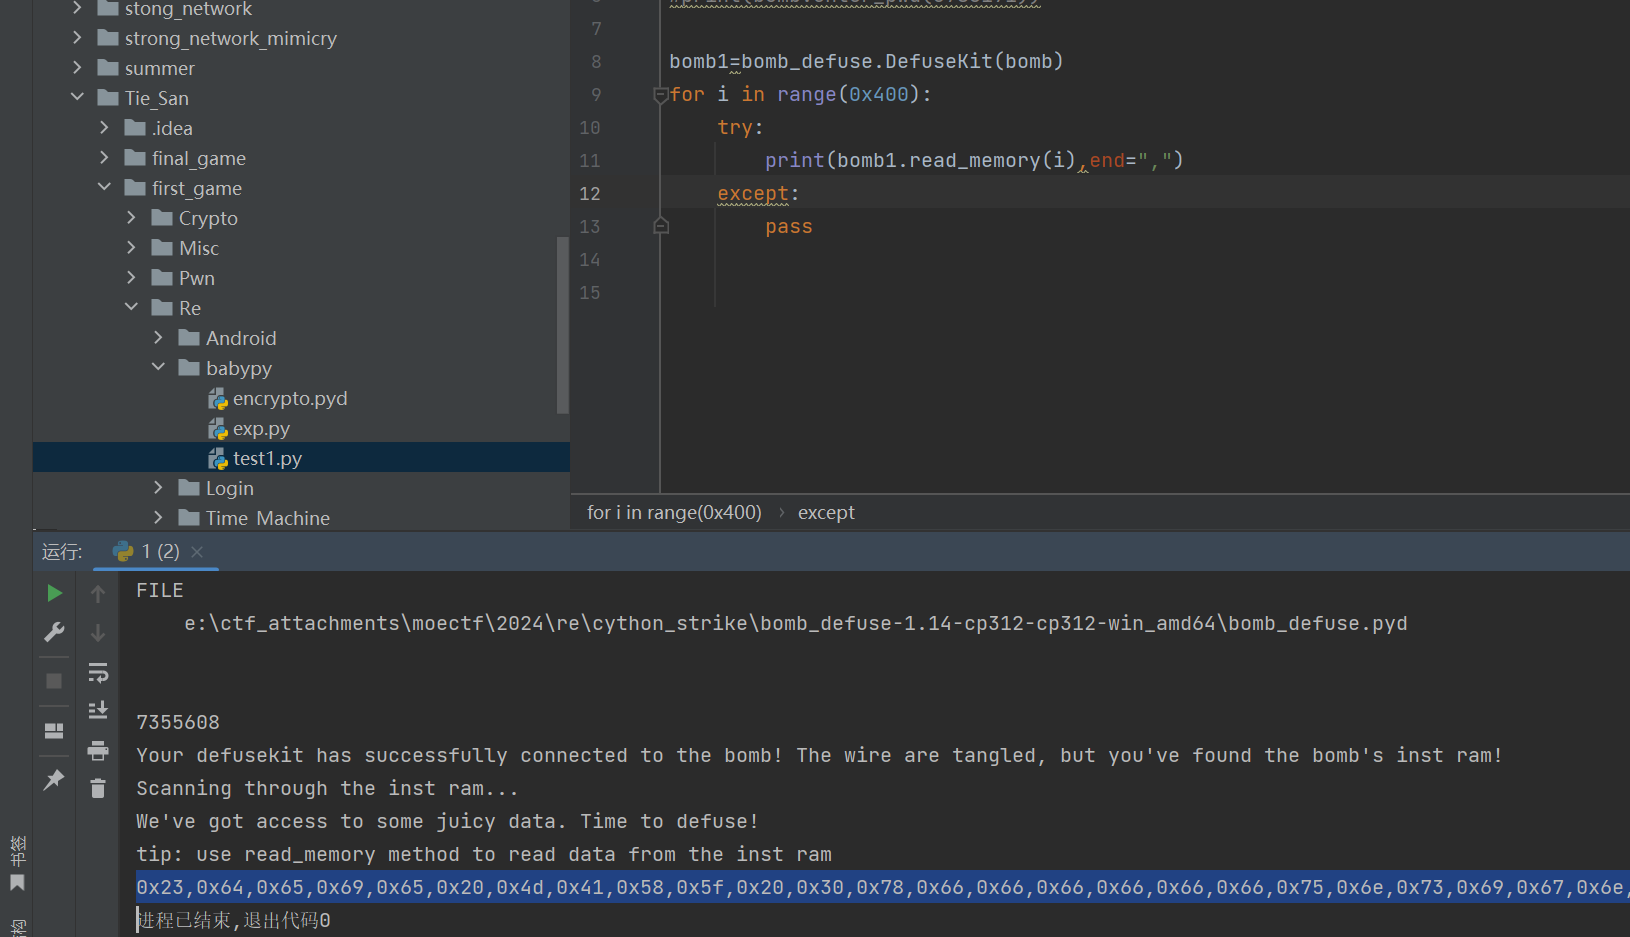 stong_network
strong_network_mimicry
summer
Tie_San
.idea
final_game
first_game
Crypto
Misc
Pwn
Re
Android
babypy
encrypto.pyd
exp.py
test1.py
Login
Time_Machine
7
8 bomb1=bomb_defuse.DefuseKit(bomb)
9 for i in range(0x400):
10 try:
11 print(bomb1.read_memory(i),end=",")
12 except:
13 pass
14
15
for i in range(0x400) › except
运行: 1 (2) ×
FILE
e:\ctf_attachments\moectf\2024\re\cython_strike\bomb_defuse-1.14-cp312-cp312-win_amd64\bomb_defuse.pyd
7355608
Your defusekit has successfully connected to the bomb! The wire are tangled, but you've found the bomb's inst ram!
Scanning through the inst ram...
We've got access to some juicy data. Time to defuse!
tip: use read_memory method to read data from the inst ram
0x23,0x64,0x65,0x69,0x65,0x20,0x4d,0x41,0x58,0x5f,0x20,0x30,0x78,0x66,0x66,0x66,0x66,0x66,0x66,0x75,0x6e,0x73,0x69,0x67,0x6e,
进程已结束,退出代码0
书签